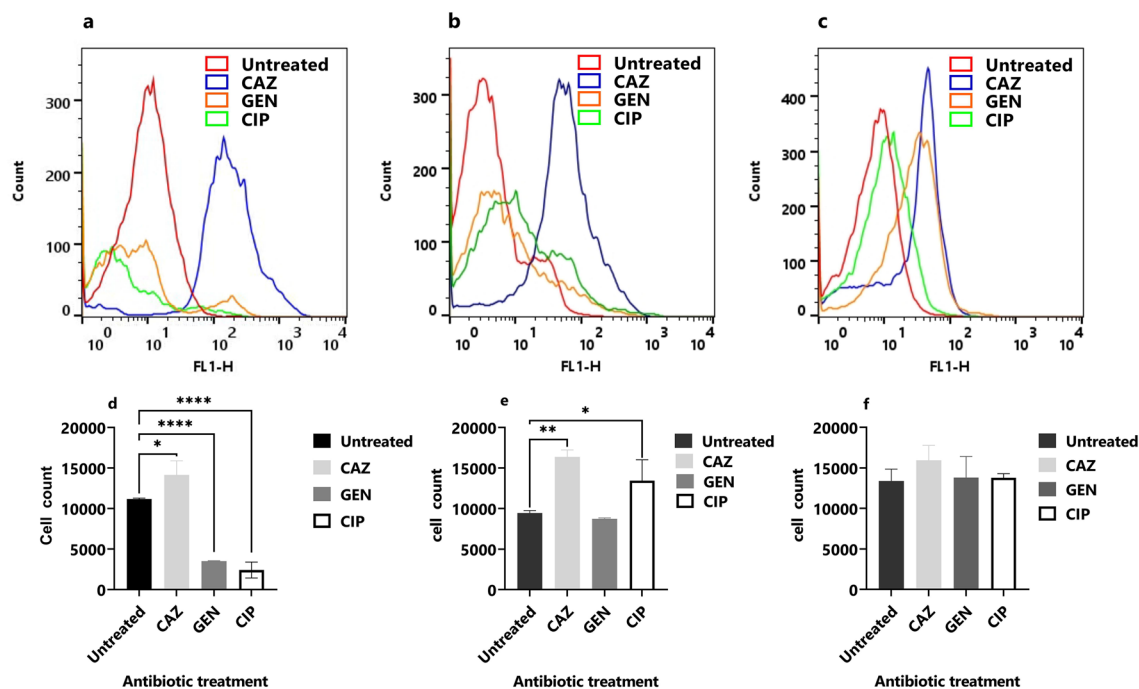 a
Untreated
CAZ
GEN
CIP
Count
300
200
100
0
10^0 10^1 10^2 10^3 10^4
FL1-H
b
Untreated
CAZ
GEN
CIP
Count
300
200
100
0
10^0 10^1 10^2 10^3 10^4
FL1-H
c
Untreated
CAZ
GEN
CIP
Count
400
300
200
100
0
10^0 10^1 10^2 10^3 10^4
FL1-H
d
****
****
*
Cell count
20000
15000
10000
5000
0
Untreated CAZ GEN CIP
Antibiotic treatment
Untreated
CAZ
GEN
CIP
e
*
**
cell count
20000
15000
10000
5000
0
Untreated CAZ GEN CIP
Antibiotic treatment
Untreated
CAZ
GEN
CIP
f
cell count
20000
15000
10000
5000
0
Untreated CAZ GEN CIP
Antibiotic treatment
Untreated
CAZ
GEN
CIP